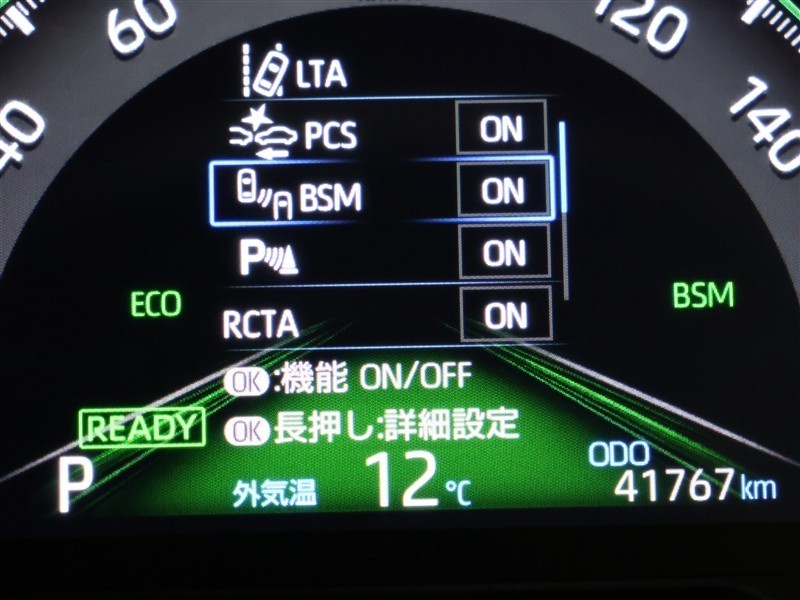 60
120
40
140
LTA
PCS ON
BSM ON
P ON
ECO
BSM
RCTA ON
OK:機能 ON/OFF
OK長押し:詳細設定
READY
P
外気温 12℃
ODO
41767km